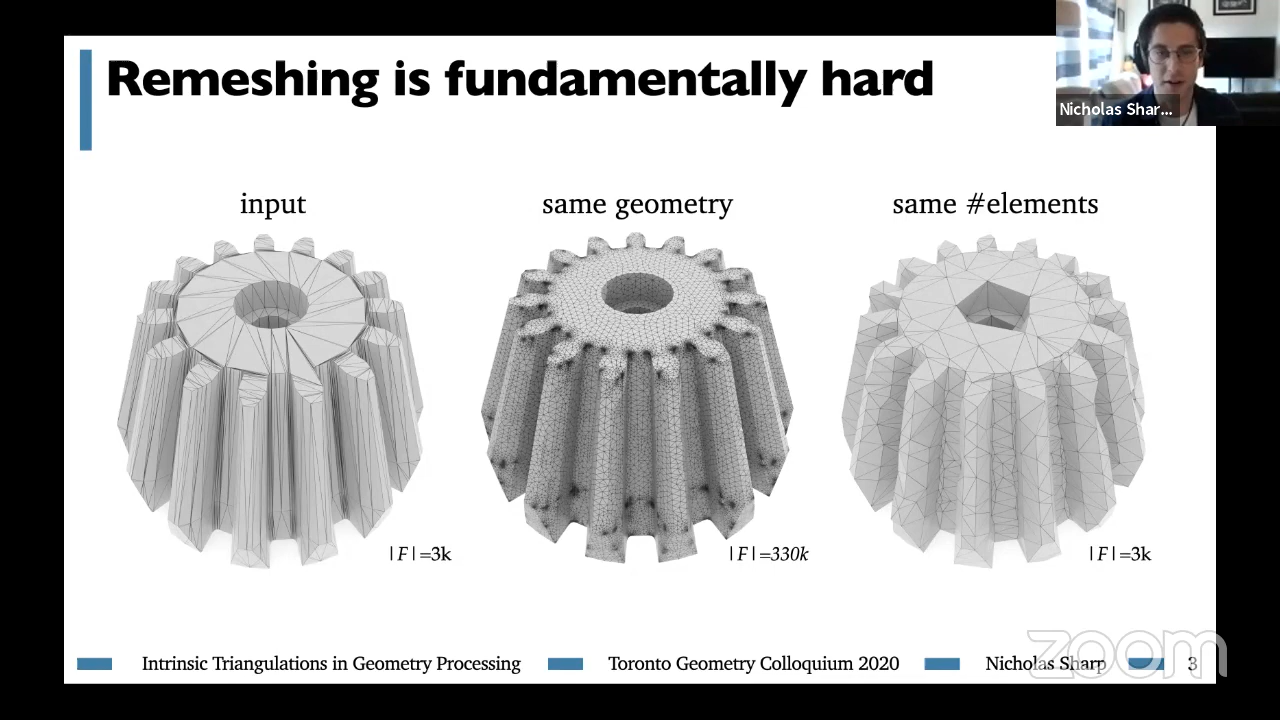 Remeshing is fundamentally hard
Nicholas Shar...
input
same geometry
same #elements
|F|=3k
|F|=330k
|F|=3k
Intrinsic Triangulations in Geometry Processing
Toronto Geometry Colloquium 2020
Nicholas Sharp
3
zoom